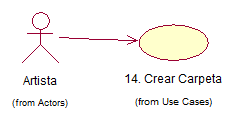 Artista
(from Actors)
14. Crear Carpeta
(from Use Cases)